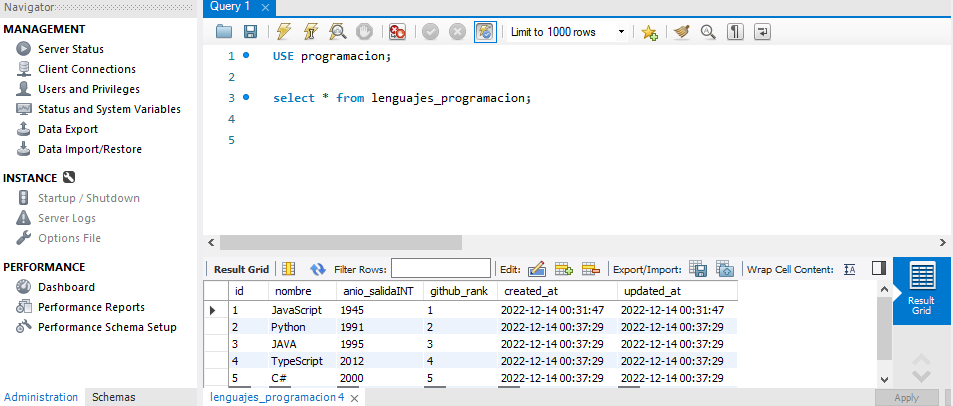 Navigator
Query 1
MANAGEMENT
Server Status
Client Connections
Users and Privileges
Status and System Variables
Data Export
Data Import/Restore
INSTANCE
Startup / Shutdown
Server Logs
Options File
PERFORMANCE
Dashboard
Performance Reports
Performance Schema Setup
Administration Schemas
Limit to 1000 rows
1 USE programacion;
2
3 select * from lenguajes_programacion;
4
5
Result Grid Filter Rows: Edit: Export/Import: Wrap Cell Content: IA
id nombre anio_salidaINT github_rank created_at updated_at
1 JavaScript 1945 1 2022-12-14 00:31:47 2022-12-14 00:31:47
2 Python 1991 2 2022-12-14 00:37:29 2022-12-14 00:37:29
3 JAVA 1995 3 2022-12-14 00:37:29 2022-12-14 00:37:29
4 TypeScript 2012 4 2022-12-14 00:37:29 2022-12-14 00:37:29
5 C# 2000 5 2022-12-14 00:37:29 2022-12-14 00:37:29
Result
Grid
lenguajes_programacion 4
Apply